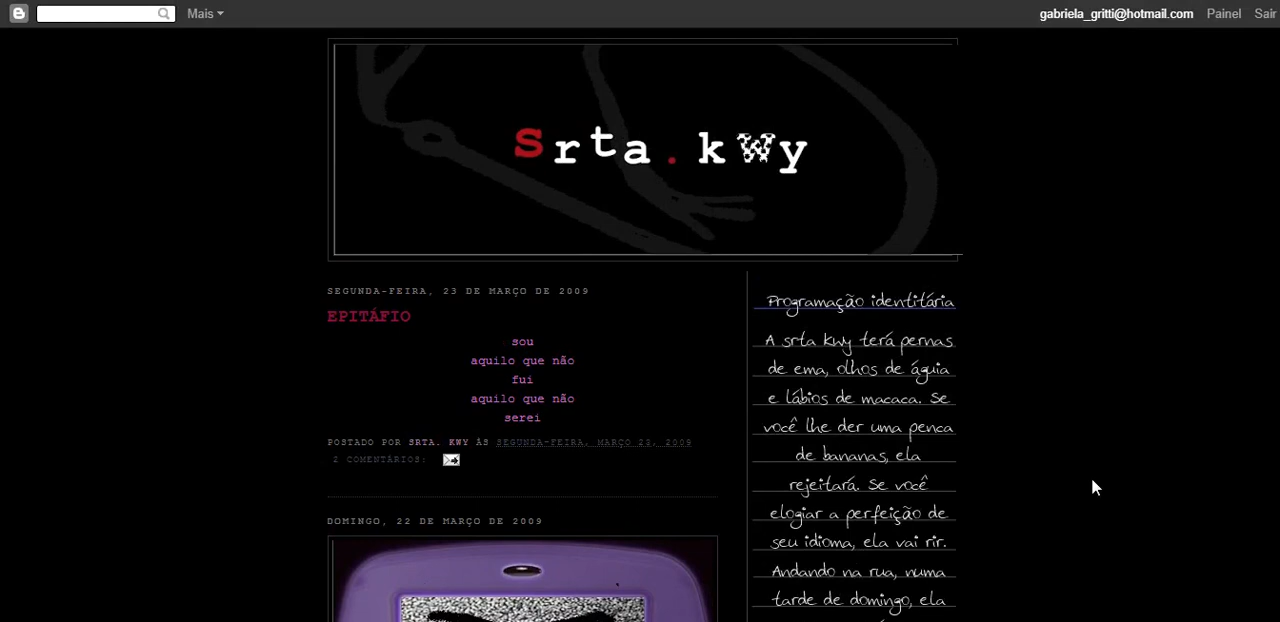 Mais
gabriela_gritti@hotmail.com Painel Sair
srta.kwy
SEGUNDA-FEIRA, 23 DE MARÇO DE 2009
EPITÁFIO
sou
aquilo que não
fui
aquilo que não
serei
POSTADO POR SRTA. KWY ÀS SEGUNDA-FEIRA, MARÇO 23, 2009
2 COMENTÁRIOS:
DOMINGO, 22 DE MARÇO DE 2009
Programação identitária
A srta kwy terá pernas
de ema, olhos de águia
e lábios de macaca. Se
você lhe der uma penca
de bananas, ela
rejeitará. Se você
elogiar a perfeição de
seu idioma, ela vai rir.
Andando na rua, numa
tarde de domingo, ela